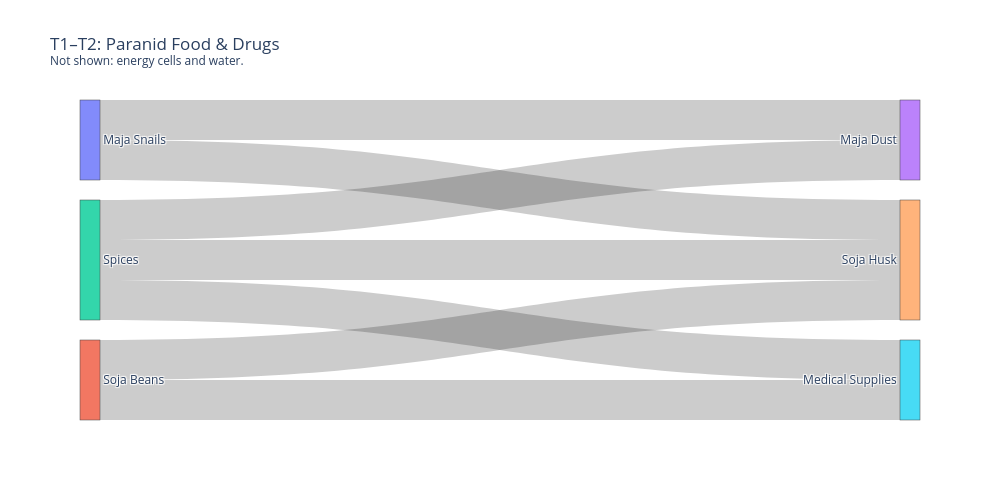 T1–T2: Paranid Food & Drugs
Not shown: energy cells and water.
Maja Snails
Maja Dust
Spices
Soja Husk
Soja Beans
Medical Supplies